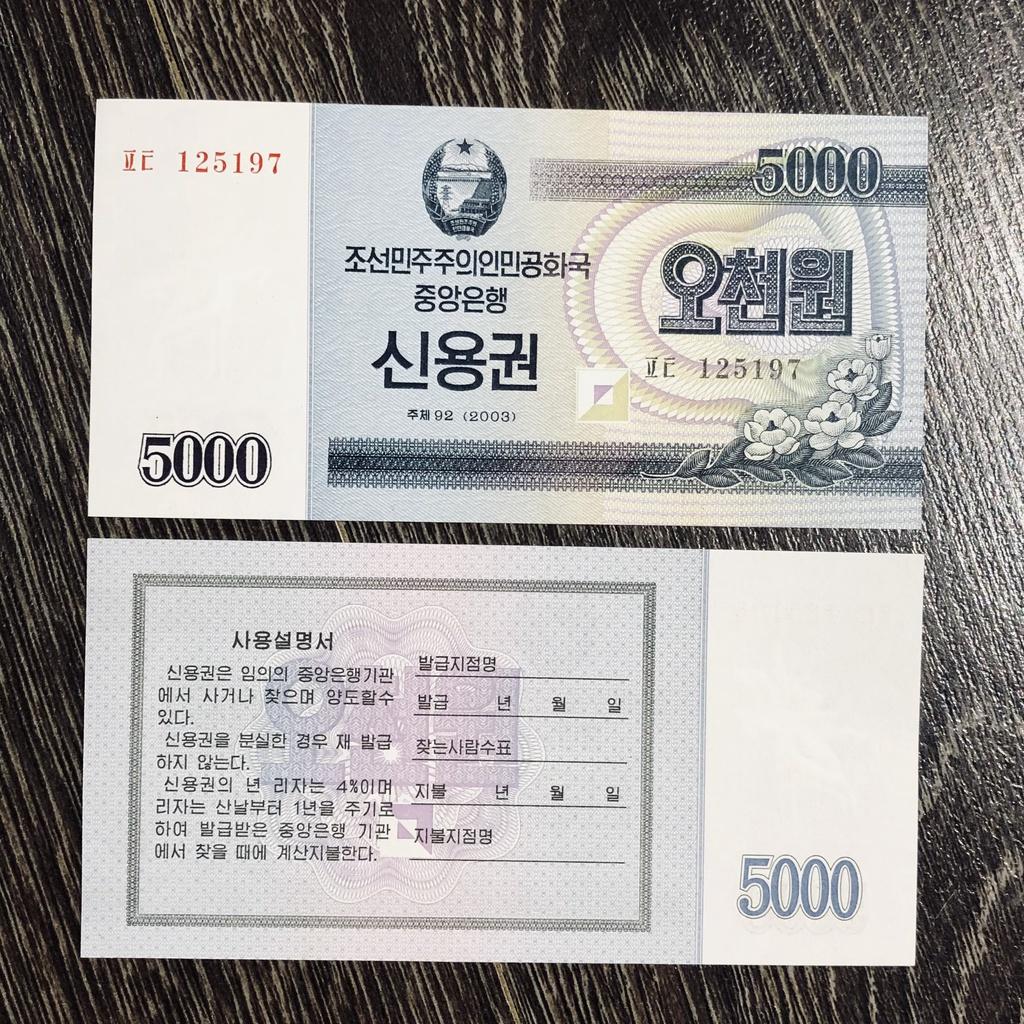 ㅍㄷ 125197
5000
조선민주주의인민공화국
중앙은행
신용권
주체 92 (2003)
5000
오천원
ㅍㄷ 125197
5000
사용설명서
신용권은 임의의 중앙은행기관
에서 사거나 찾으며 양도할수
있다.
신용권을 분실한 경우 재 발급
하지 않는다.
신용권의 년 리자는 4%이며
리자는 산날부터 1년을 주기로
하여 발급받은 중앙은행 기관
에서 찾을 때에 계산지불한다.
발급지점명
발급 년 월 일
찾는사람수표
지불 년 월 일
지불지점명
5000